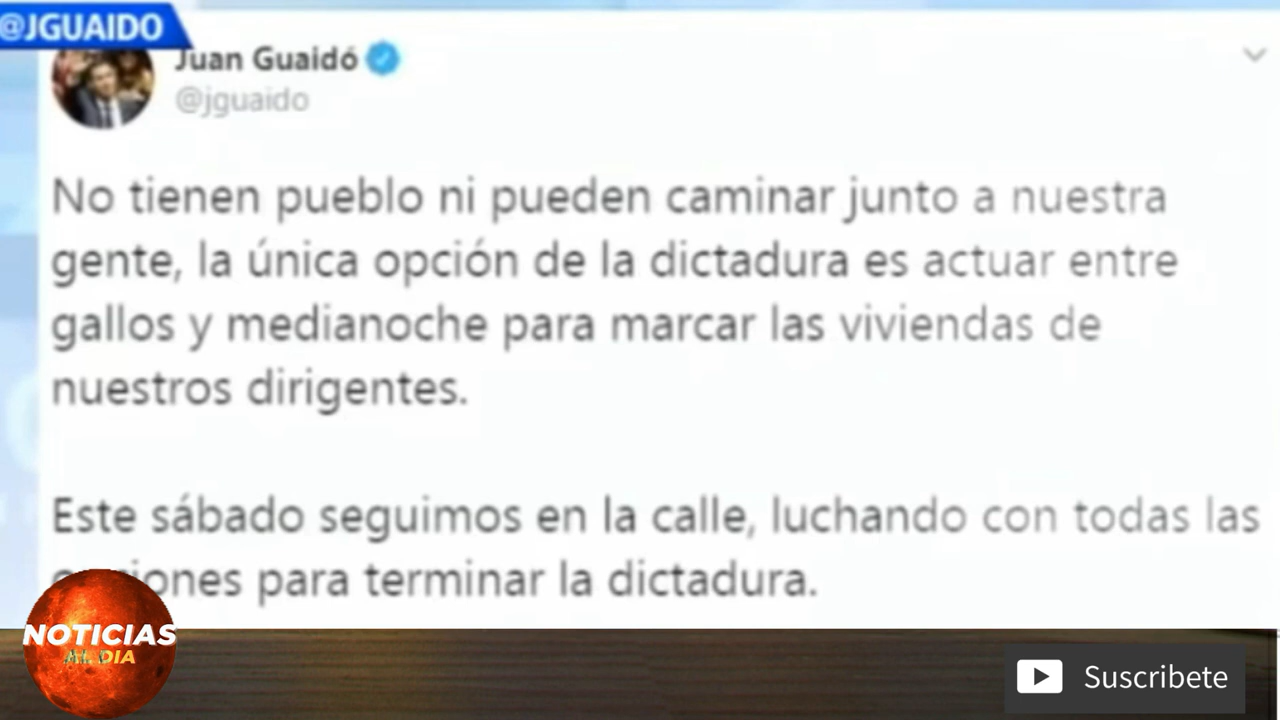 @JGUAIDO
Juan Guaidó
@jguaido
No tienen pueblo ni pueden caminar junto a nuestra
gente, la única opción de la dictadura es actuar entre
gallos y medianoche para marcar las viviendas de
nuestros dirigentes.
Este sábado seguimos en la calle, luchando con todas las
para terminar la dictadura.
NOTICIAS
AL DIA
Suscribete